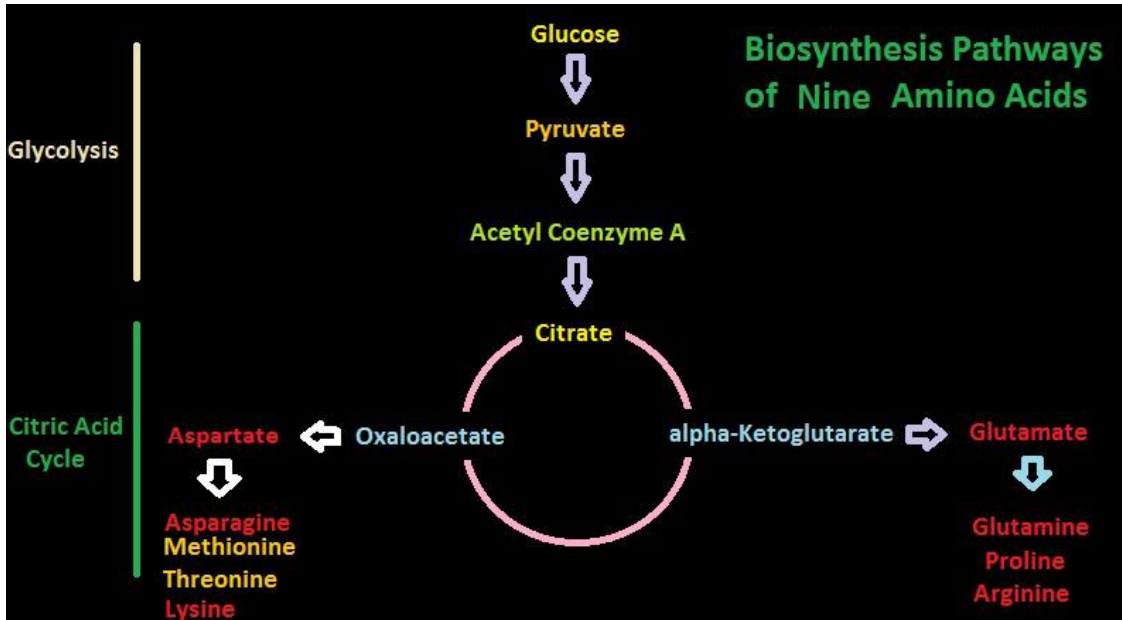 Glucose
Biosynthesis Pathways
of Nine Amino Acids
Pyruvate
Glycolysis
Acetyl Coenzyme A
Citrate
Citric Acid
Cycle
Aspartate
Oxaloacetate
alpha-Ketoglutarate
Glutamate
Asparagine
Methionine
Threonine
Lysine
Glutamine
Proline
Arginine